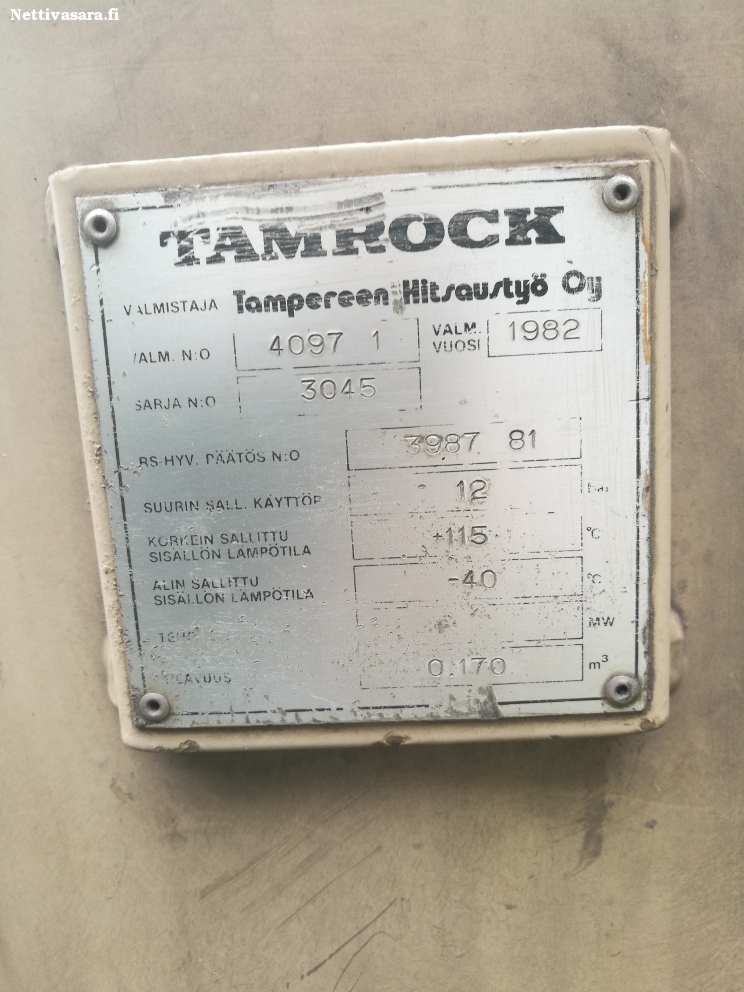 Nettivasara.fi
TAMROCK
VALMISTAJA Tampereen Hitsaustyö Oy
VALM. N:O 4097 1 VALM. VUOSI 1982
SARJA N:O 3045
RS-HYV. PÄÄTÖS N:O 3987 81
SUURIN SALL. KÄYTTÖP. 12
KORKEIN SALLITTU
SISÄLLÖN LÄMPÖTILA +115 °C
ALIN SALLITTU
SISÄLLÖN LÄMPÖTILA -40 °C
MW
0.170 m³